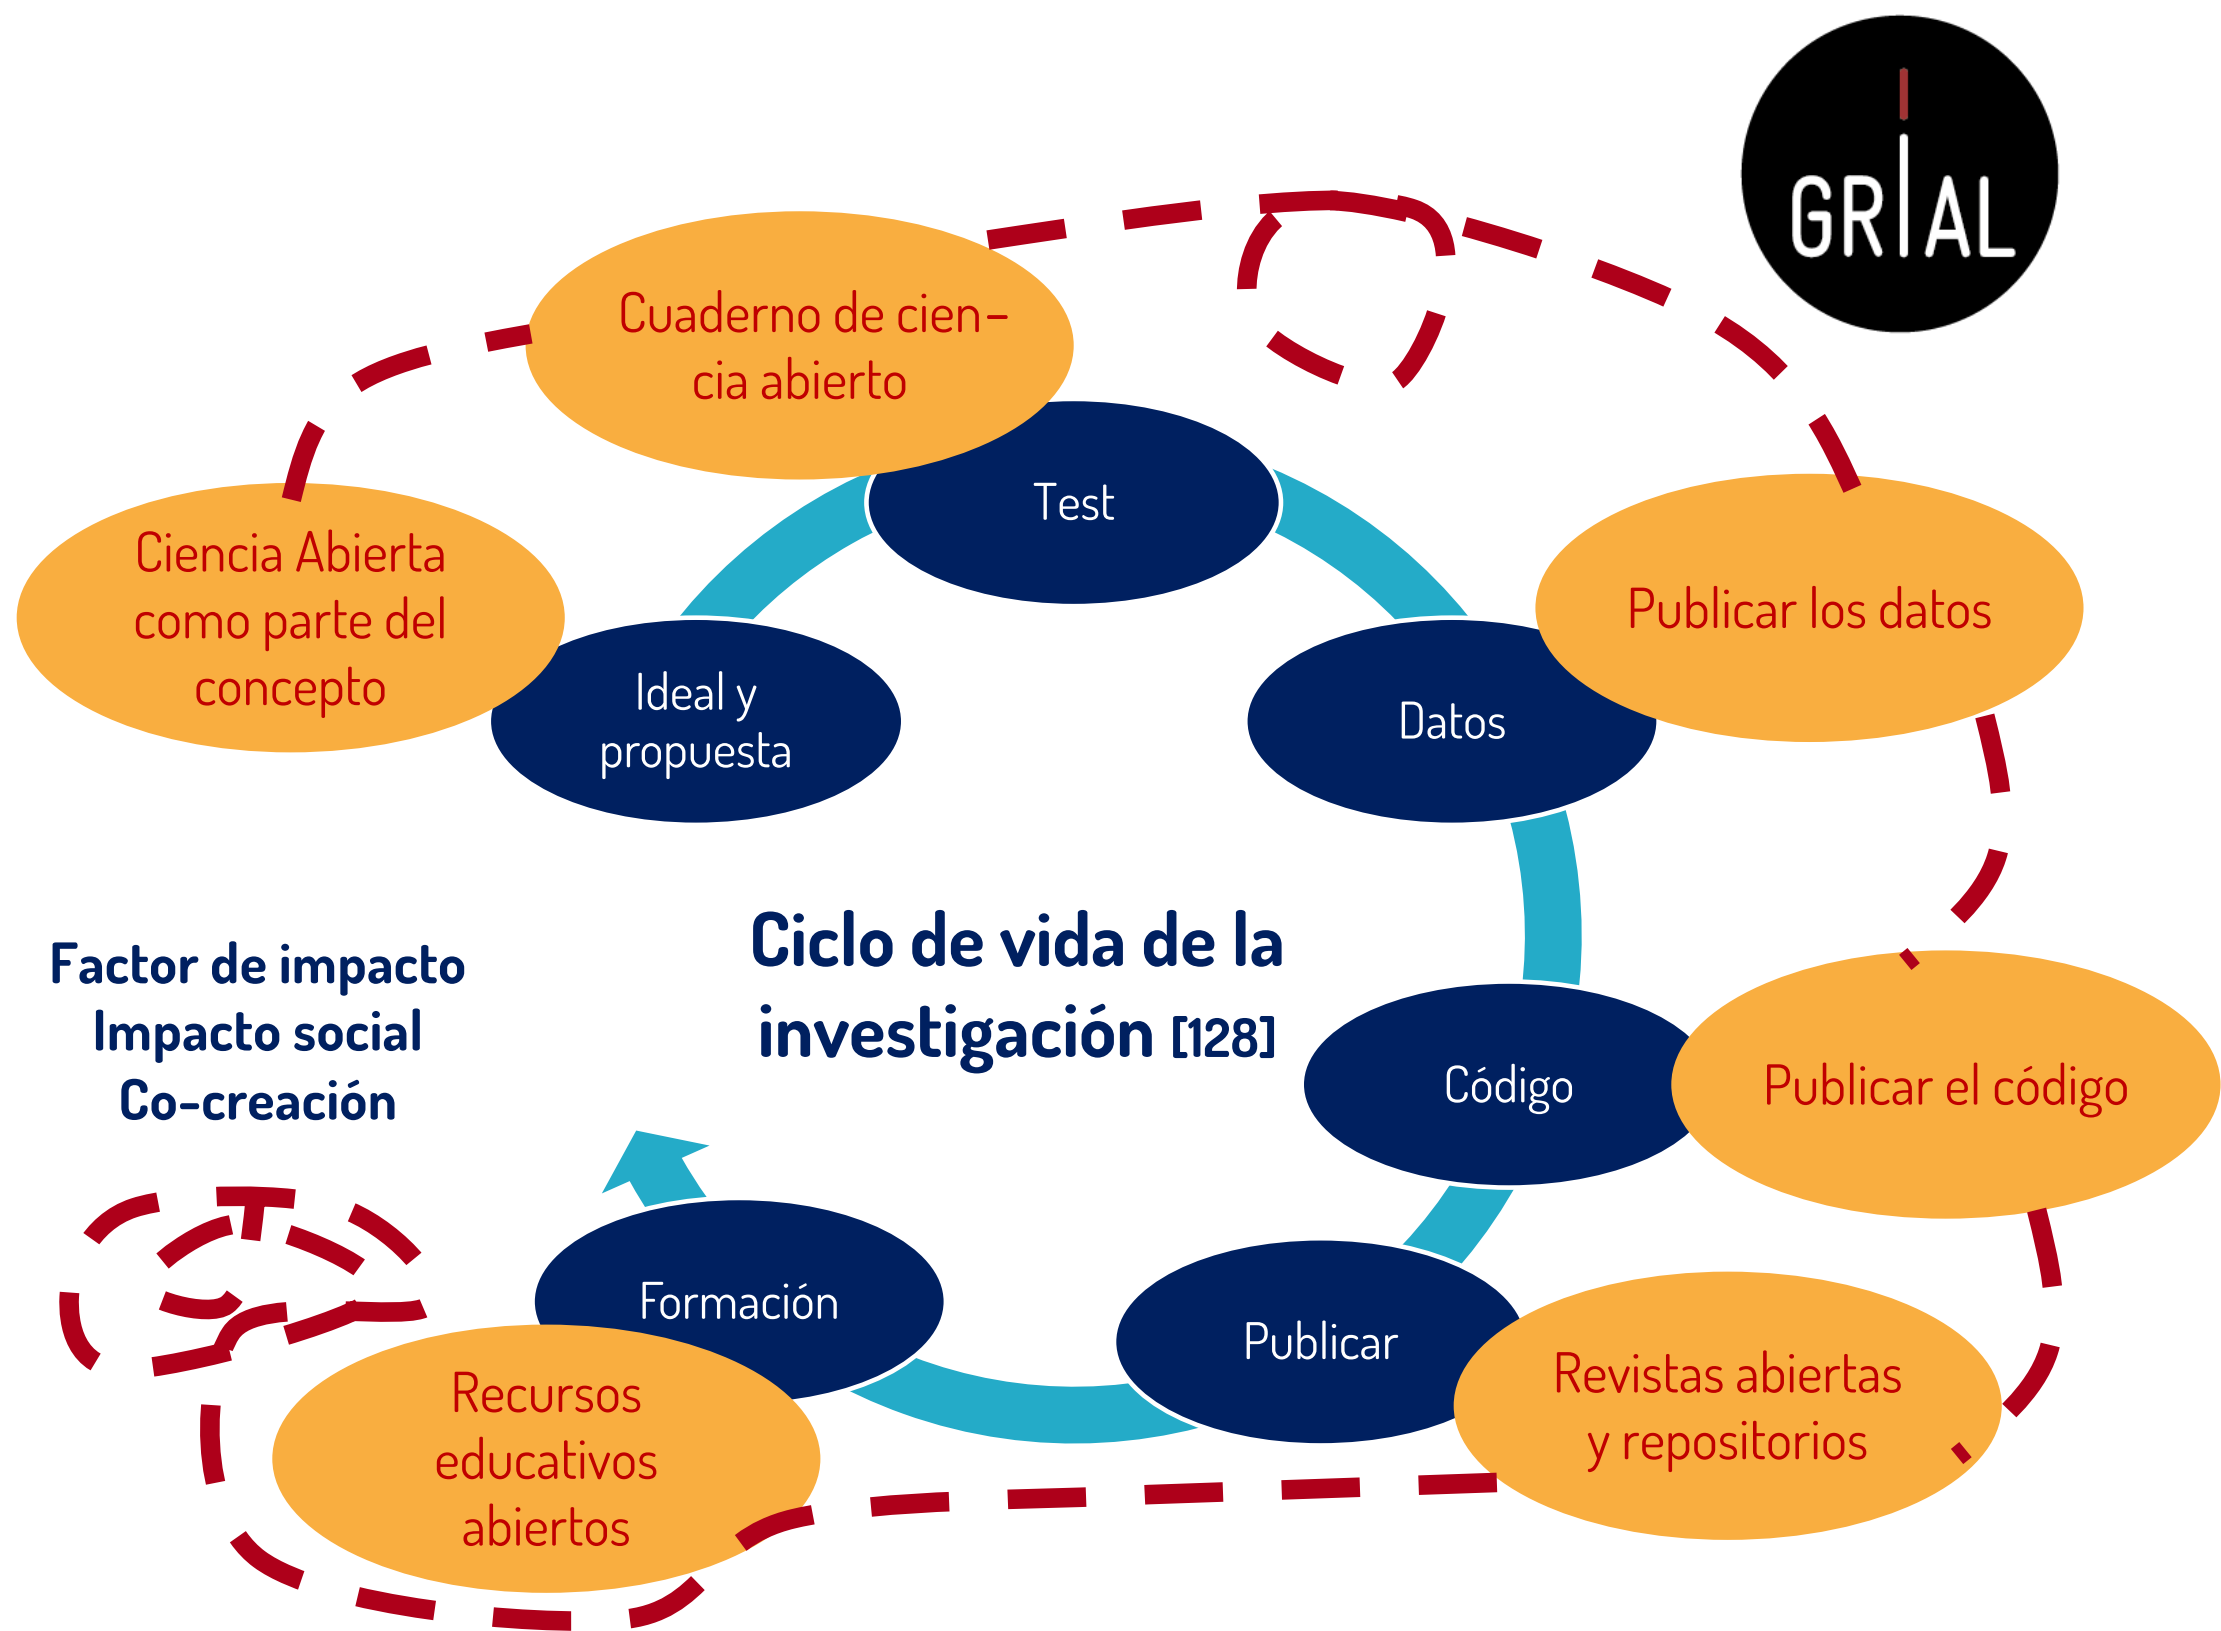 GRIAL
Cuaderno de cien-
cia abierto
Test
Ciencia Abierta
como parte del
concepto
Ideal y
propuesta
Datos
Publicar los datos
Ciclo de vida de la
investigación [128]
Factor de impacto
Impacto social
Co-creación
Código
Publicar el código
Formación
Publicar
Recursos
educativos
abiertos
Revistas abiertas
y repositorios